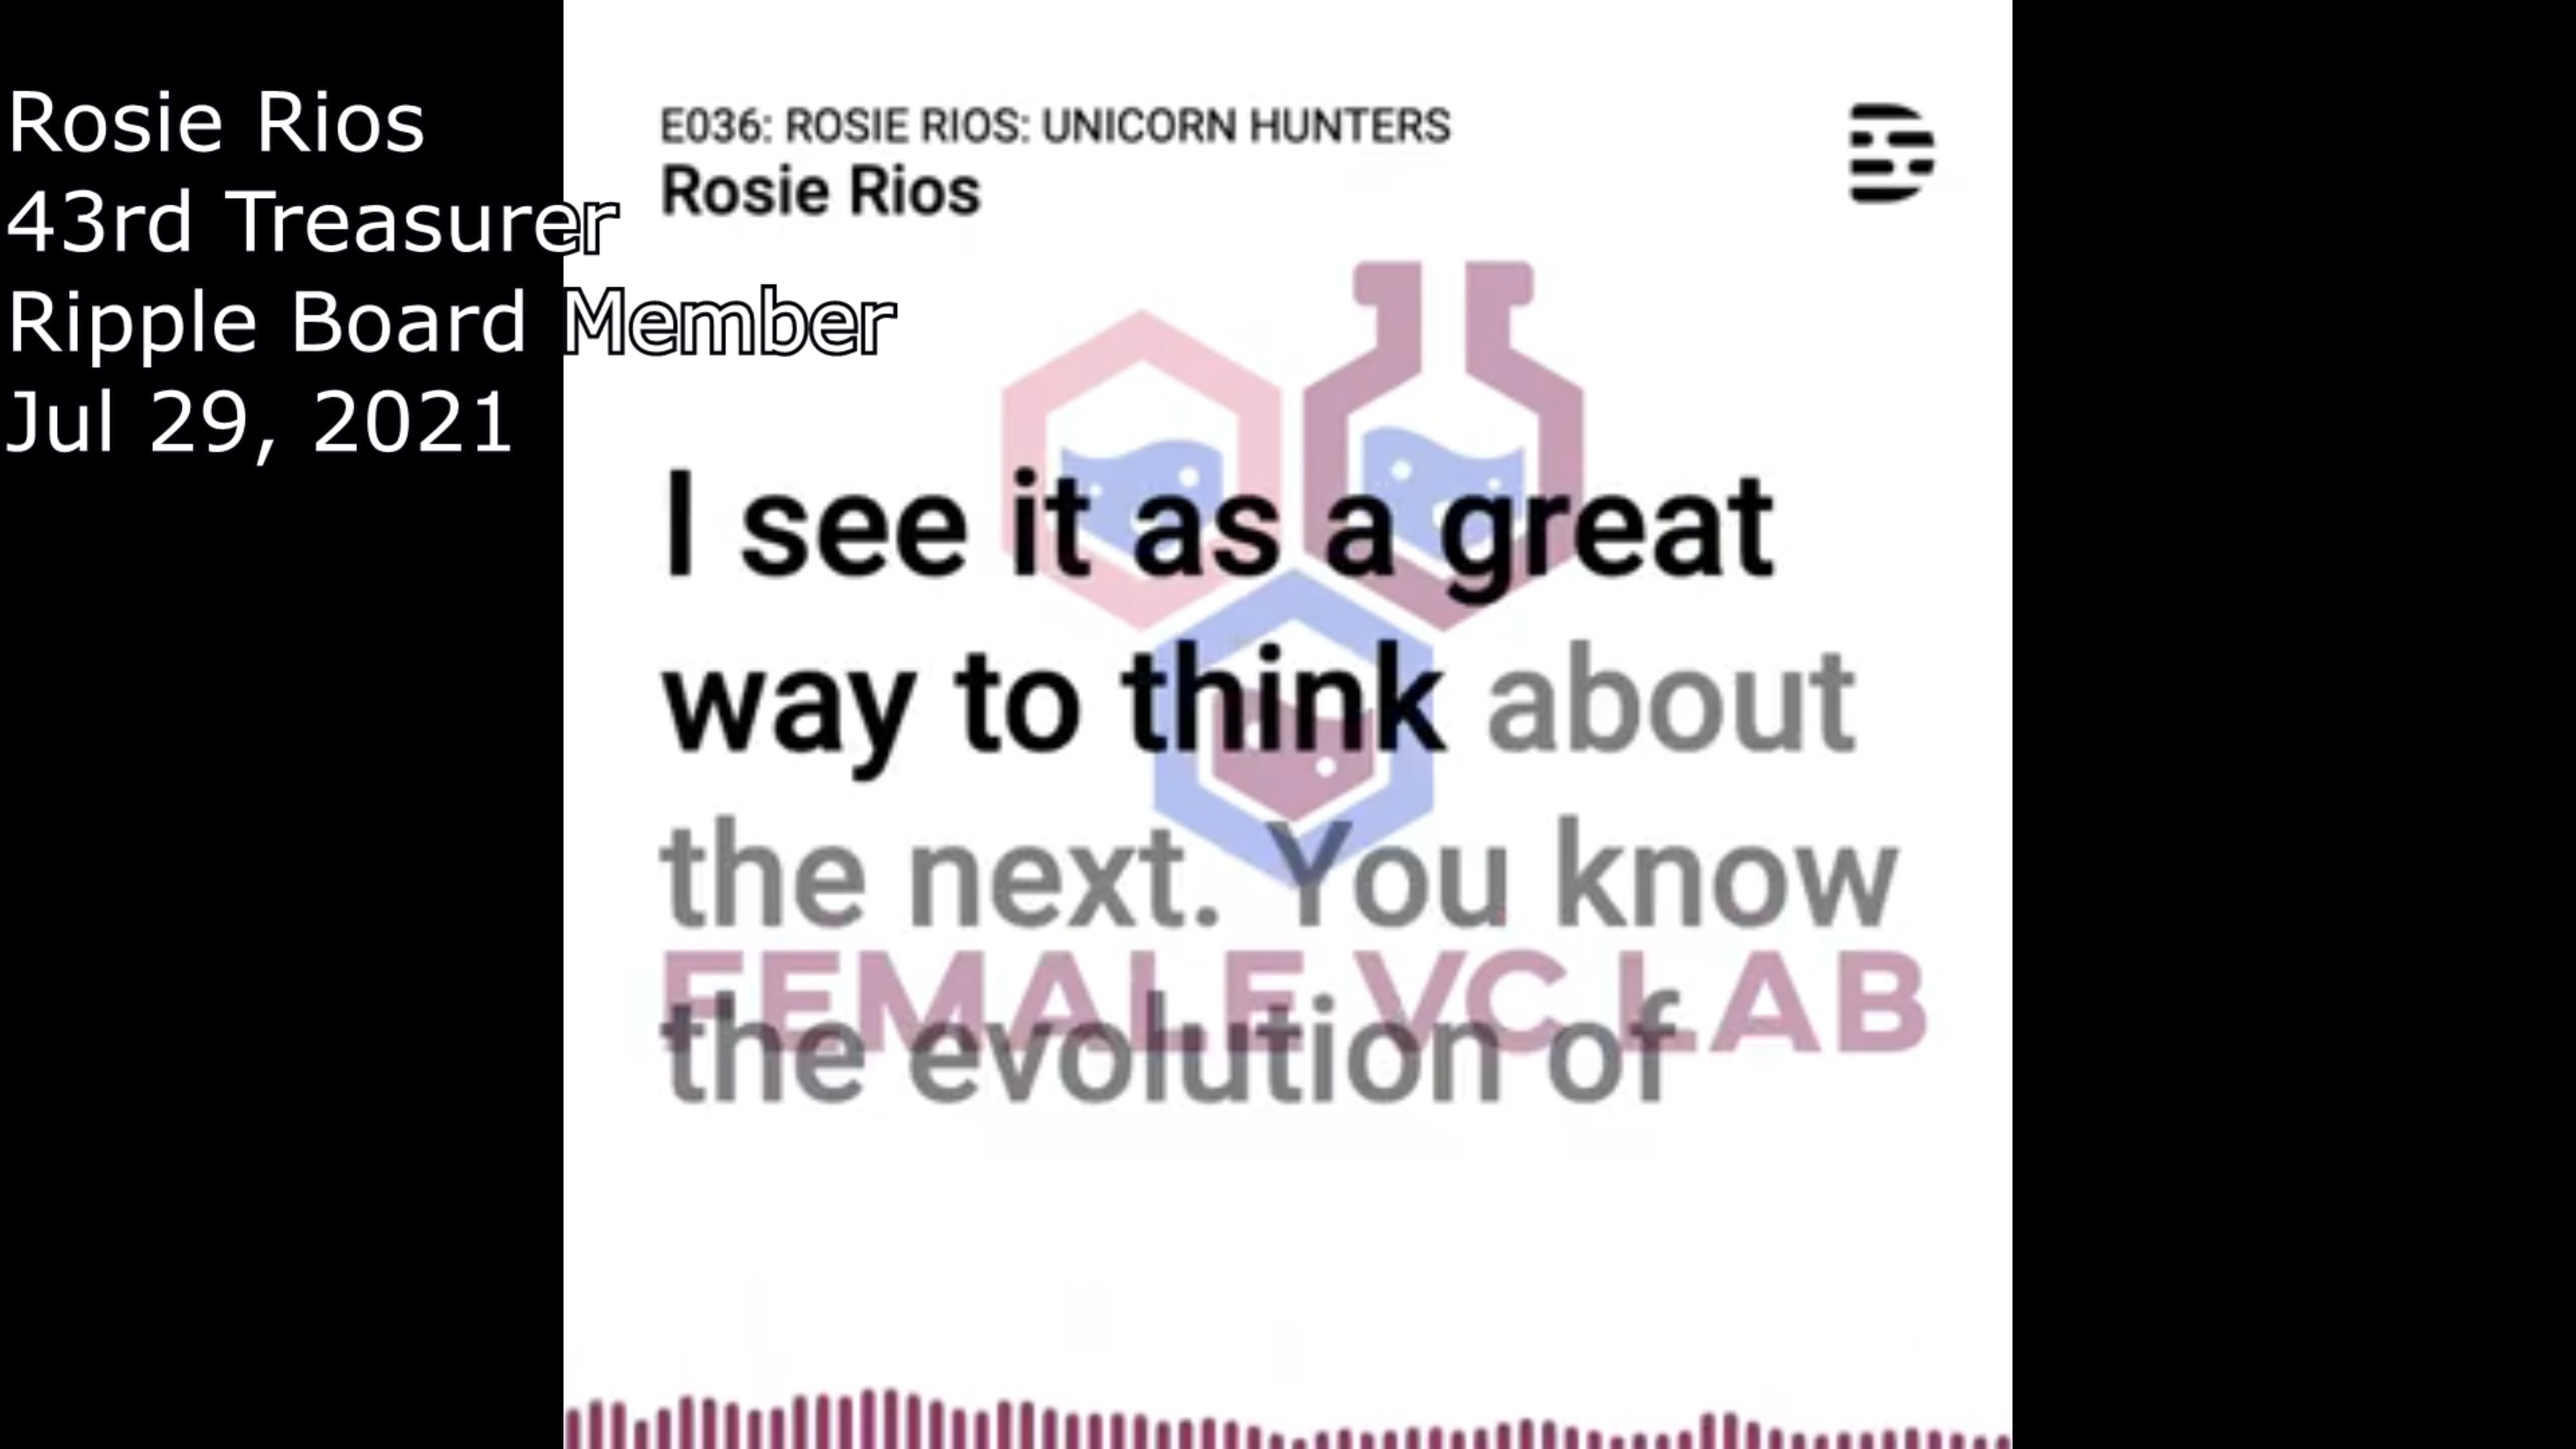 Rosie Rios
43rd Treasurer
Ripple Board Member
Jul 29, 2021
E036: ROSIE RIOS: UNICORN HUNTERS
Rosie Rios
I see it as a great
way to think about
the next. You know
FEMALE VC LAB
the evolution of